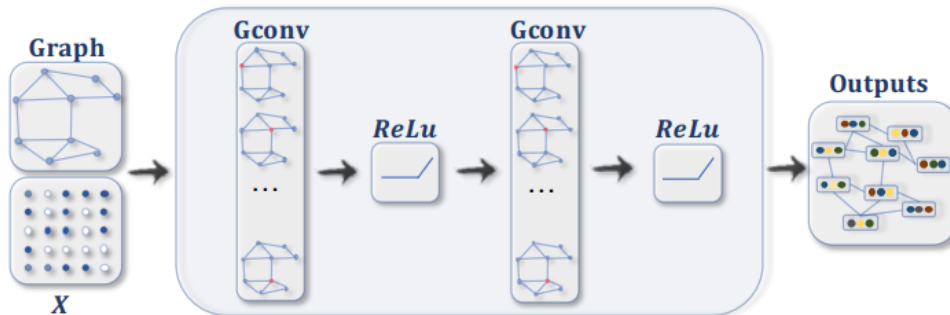 Graph
X
Gconv
...
ReLu
Gconv
...
ReLu
Outputs